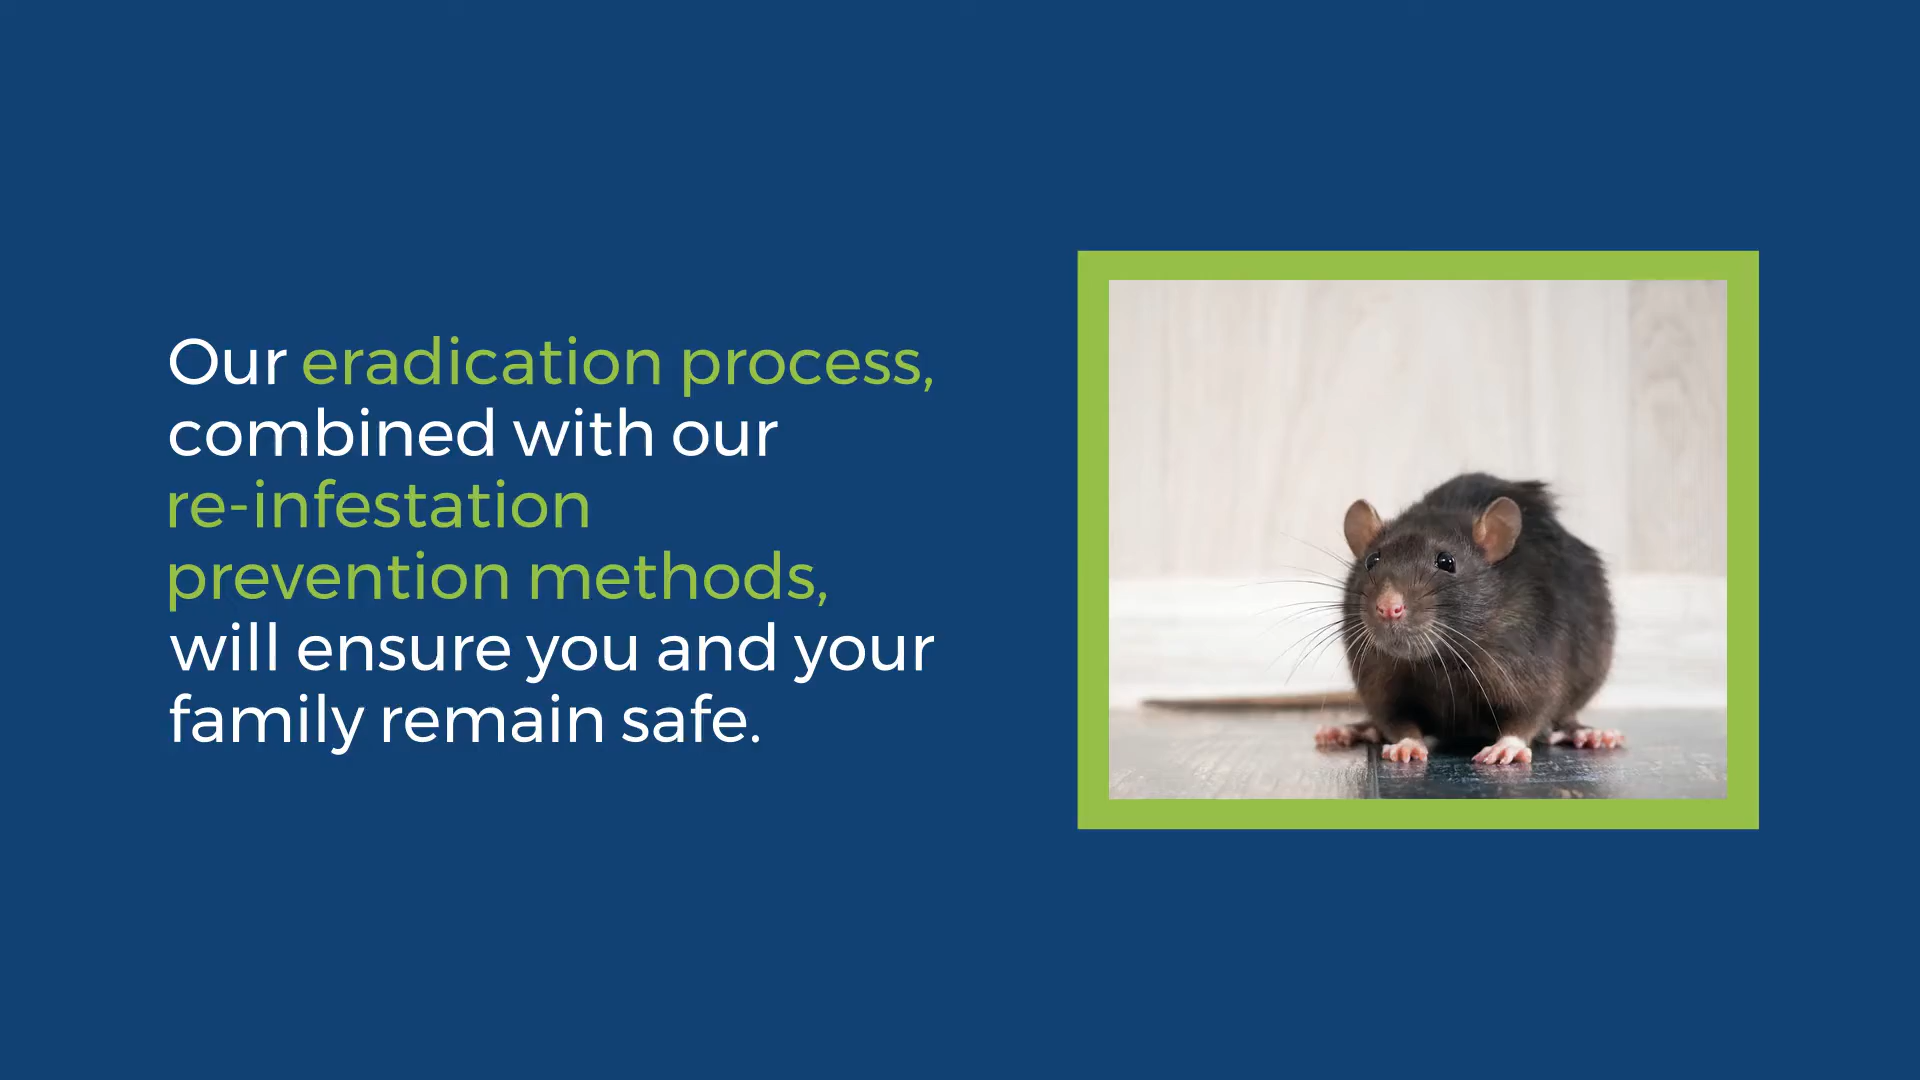 Our eradication process,
combined with our
re-infestation
prevention methods,
will ensure you and your
family remain safe.